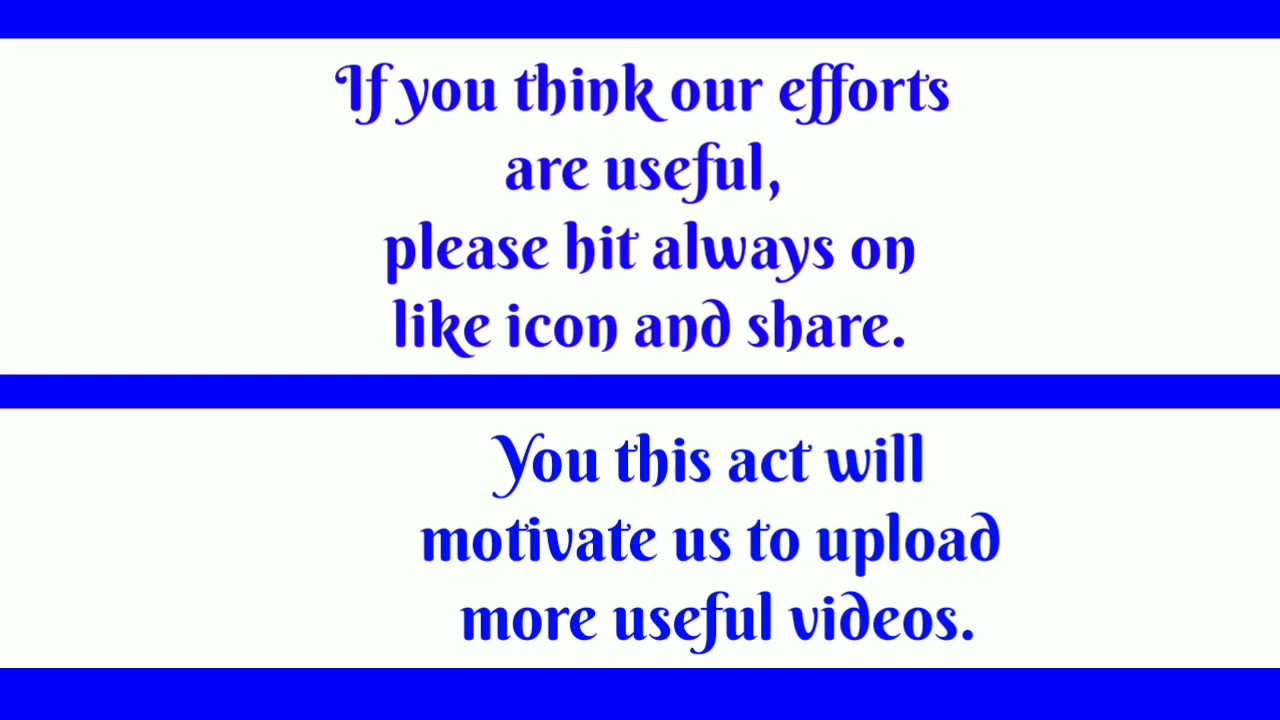 If you think our efforts
are useful,
please hit always on
like icon and share.
You this act will
motivate us to upload
more useful videos.